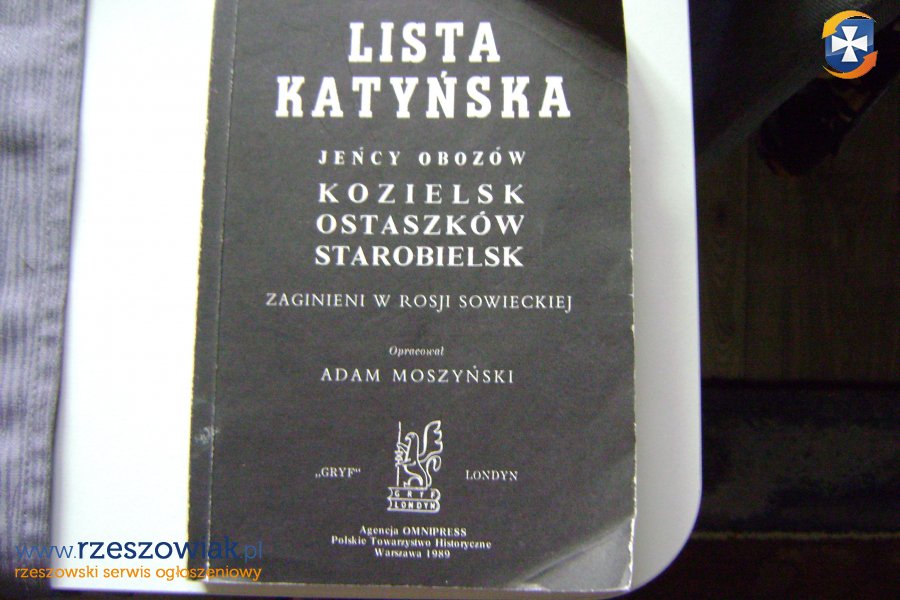 LISTA
KATYŃSKA
JEŃCY OBOZÓW
KOZIELSK
OSTASZKÓW
STAROBIELSK
ZAGINIENI W ROSJI SOWIECKIEJ
Opracował
ADAM MOSZYŃSKI
„GRYF" LONDYN
GRYF
LONDYN
Agencja OMNIPRESS
Polskie Towarzystwo Historyczne
Warszawa 1989
www.rzeszowiak.pl
rzeszowski serwis ogłoszeniowy